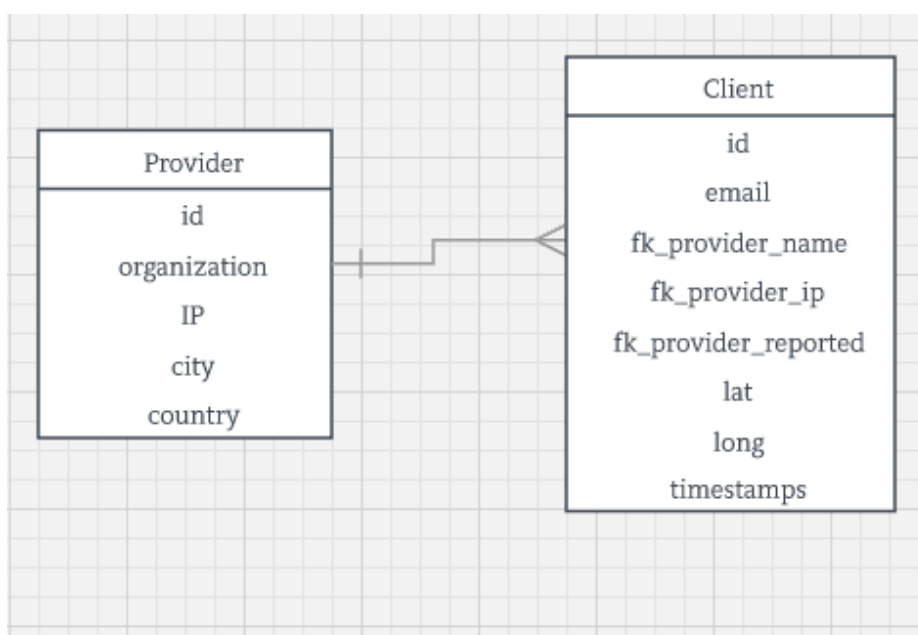 Provider
id
organization
IP
city
country
Client
id
email
fk_provider_name
fk_provider_ip
fk_provider_reported
lat
long
timestamps